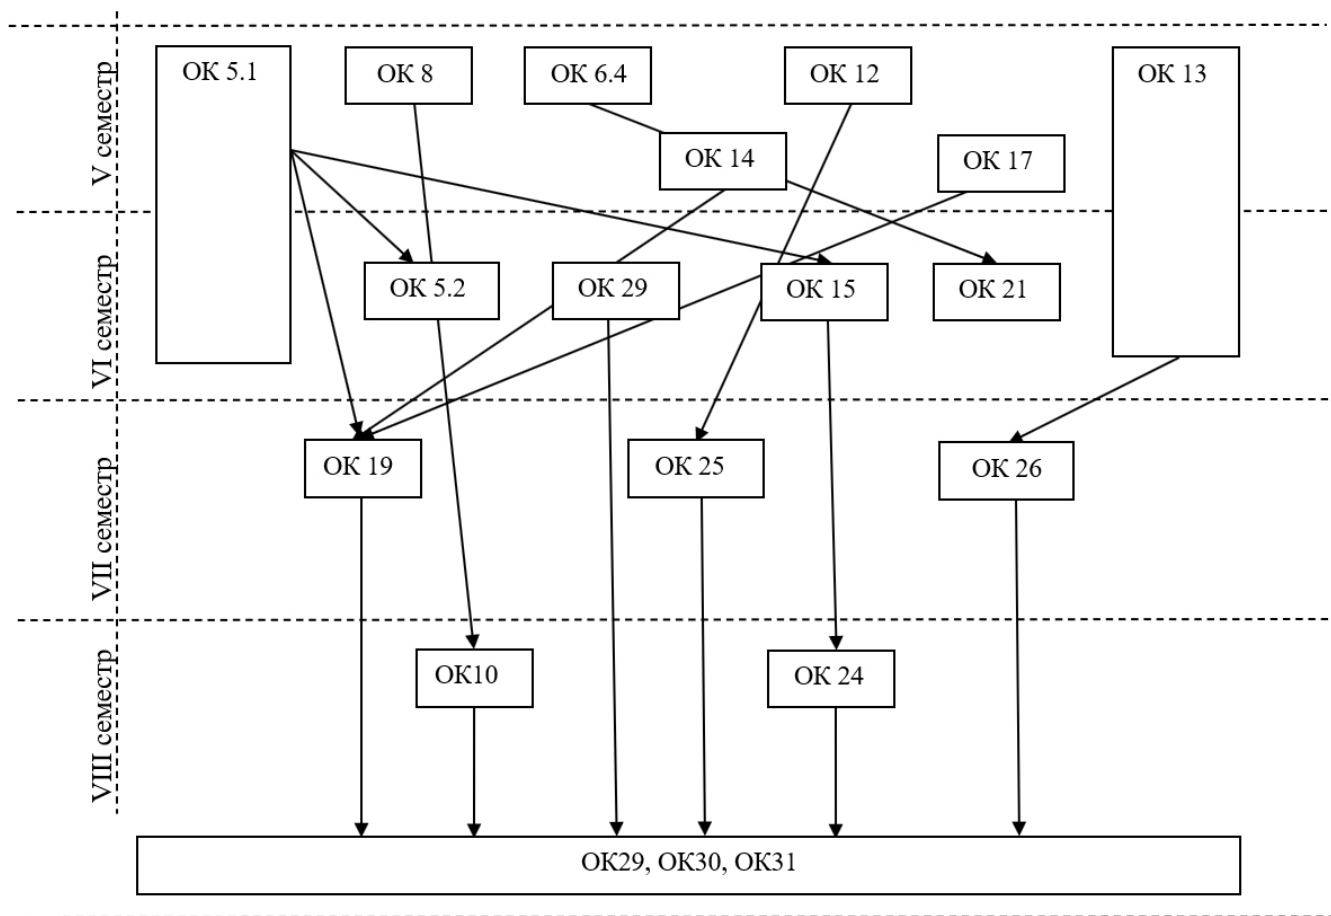 V семестр
ОК 5.1
ОК 8
ОК 6.4
ОК 12
ОК 13
ОК 14
ОК 17
VI семестр
ОК 5.2
ОК 29
ОК 15
ОК 21
VII семестр
ОК 19
ОК 25
ОК 26
VIII семестр
ОК10
ОК 24
ОК29, ОК30, ОК31